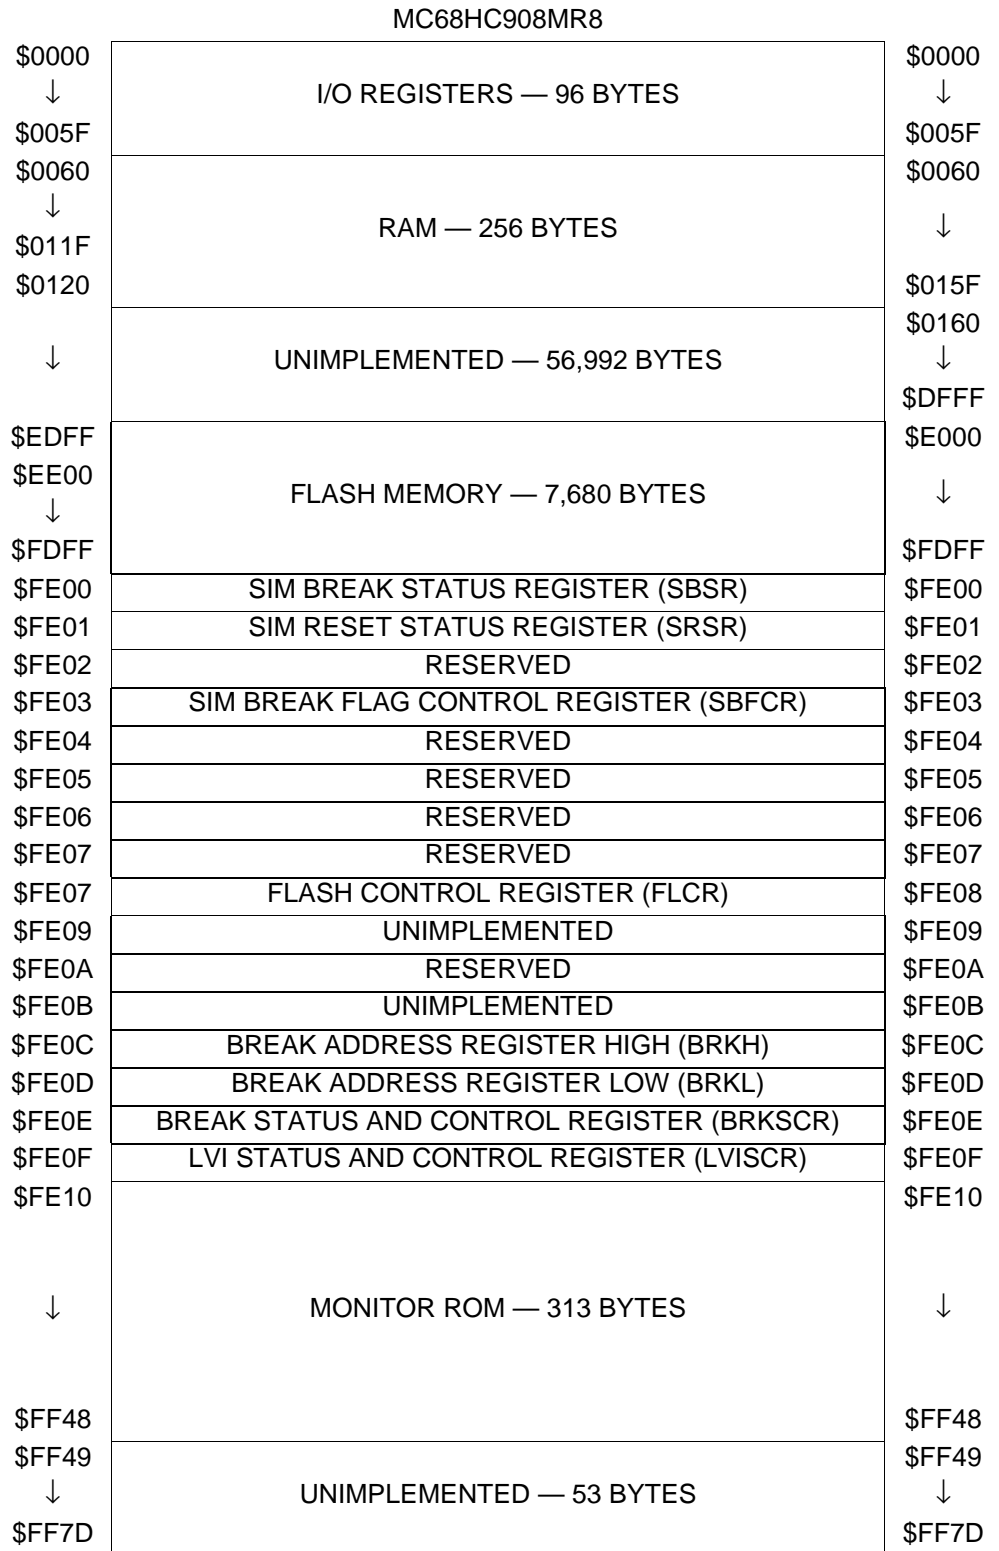 MC68HC908MR8
$0000 $0000
↓ I/O REGISTERS — 96 BYTES ↓
$005F $005F
$0060 $0060
↓
RAM — 256 BYTES ↓
$011F
$0120 $015F
$0160
↓ UNIMPLEMENTED — 56,992 BYTES ↓
$DFFF
$EDFF $E000
$EE00
FLASH MEMORY — 7,680 BYTES ↓
↓
$FDFF $FDFF
$FE00 SIM BREAK STATUS REGISTER (SBSR) $FE00
$FE01 SIM RESET STATUS REGISTER (SRSR) $FE01
$FE02 RESERVED $FE02
$FE03 SIM BREAK FLAG CONTROL REGISTER (SBFCR) $FE03
$FE04 RESERVED $FE04
$FE05 RESERVED $FE05
$FE06 RESERVED $FE06
$FE07 RESERVED $FE07
$FE07 FLASH CONTROL REGISTER (FLCR) $FE08
$FE09 UNIMPLEMENTED $FE09
$FE0A RESERVED $FE0A
$FE0B UNIMPLEMENTED $FE0B
$FE0C BREAK ADDRESS REGISTER HIGH (BRKH) $FE0C
$FE0D BREAK ADDRESS REGISTER LOW (BRKL) $FE0D
$FE0E BREAK STATUS AND CONTROL REGISTER (BRKSCR) $FE0E
$FE0F LVI STATUS AND CONTROL REGISTER (LVISCR) $FE0F
$FE10 $FE10
↓ MONITOR ROM — 313 BYTES ↓
$FF48 $FF48
$FF49 $FF49
↓ UNIMPLEMENTED — 53 BYTES ↓
$FF7D $FF7D